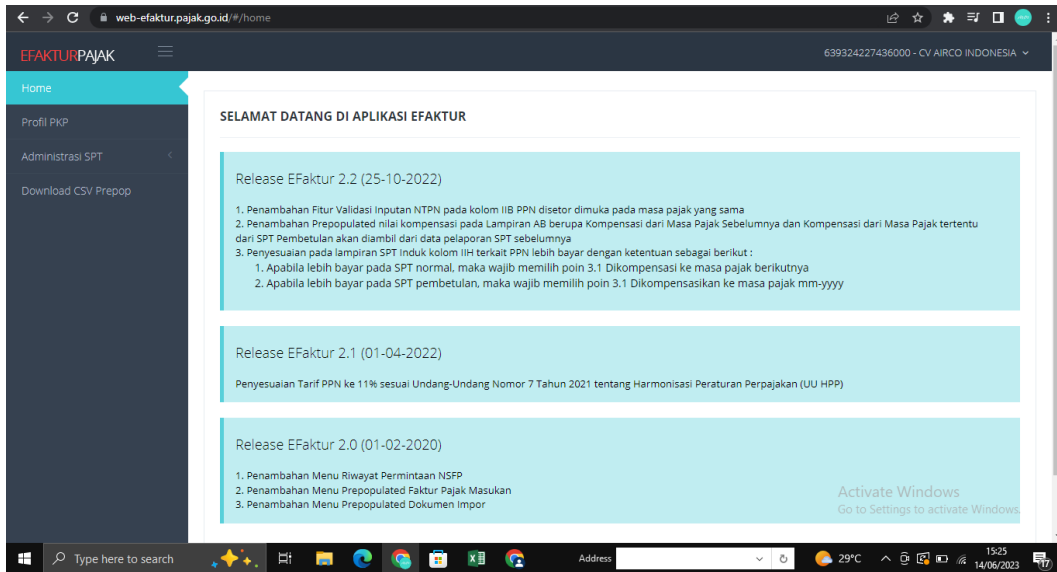 web-efaktur.pajak.go.id/#/home
EFAKTURPAJAK
639324227436000 - CV AIRCO INDONESIA
Home
Profil PKP
Administrasi SPT
Download CSV Prepop
SELAMAT DATANG DI APLIKASI EFAKTUR
Release EFaktur 2.2 (25-10-2022)
1. Penambahan Fitur Validasi Inputan NTPN pada kolom IIB PPN disetor dimuka pada masa pajak yang sama
2. Penambahan Prepopulated nilai kompensasi pada Lampiran AB berupa Kompensasi dari Masa Pajak Sebelumnya dan Kompensasi dari Masa Pajak tertentu
dari SPT Pembetulan akan diambil dari data pelaporan SPT sebelumnya
3. Penyesuaian pada lampiran SPT Induk kolom IIH terkait PPN lebih bayar dengan ketentuan sebagai berikut :
1. Apabila lebih bayar pada SPT normal, maka wajib memilih poin 3.1 Dikompensasi ke masa pajak berikutnya
2. Apabila lebih bayar pada SPT pembetulan, maka wajib memilih poin 3.1 Dikompensasikan ke masa pajak mm-yyyy
Release EFaktur 2.1 (01-04-2022)
Penyesuaian Tarif PPN ke 11% sesuai Undang-Undang Nomor 7 Tahun 2021 tentang Harmonisasi Peraturan Perpajakan (UU HPP)
Release EFaktur 2.0 (01-02-2020)
1. Penambahan Menu Riwayat Permintaan NSFP
2. Penambahan Menu Prepopulated Faktur Pajak Masukan
3. Penambahan Menu Prepopulated Dokumen Impor
Activate Windows
Go to Settings to activate Windows.
Type here to search
Address
29°C
15:25
14/06/2023
17